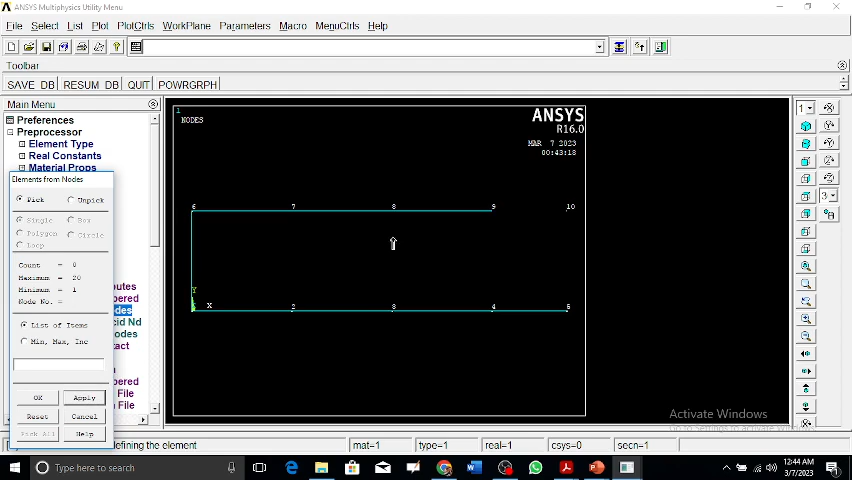 ANSYS Multiphysics Utility Menu
File Select List Plot PlotCtrls WorkPlane Parameters Macro MenuCtrls Help
Toolbar
SAVE_DB RESUM_DB QUIT POWRGRPH
Main Menu
Preferences
Preprocessor
Element Type
Real Constants
Material Props
Elements from Nodes
Pick Unpick
Single Box
Polygon Circle
Loop
Count = 0
Maximum = 20
Minimum = 1
Node No. =
List of Items
Min, Max, Inc
OK Apply
Reset Cancel
Pick All Help
1
NODES
ANSYS
R16.0
MAR 7 2023
00:43:18
6 7 8 9 10
Y
X 2 3 4 5
1
3
Activate Windows
mat=1 type=1 real=1 csys=0 secn=1
Type here to search
12:44 AM
3/7/2023